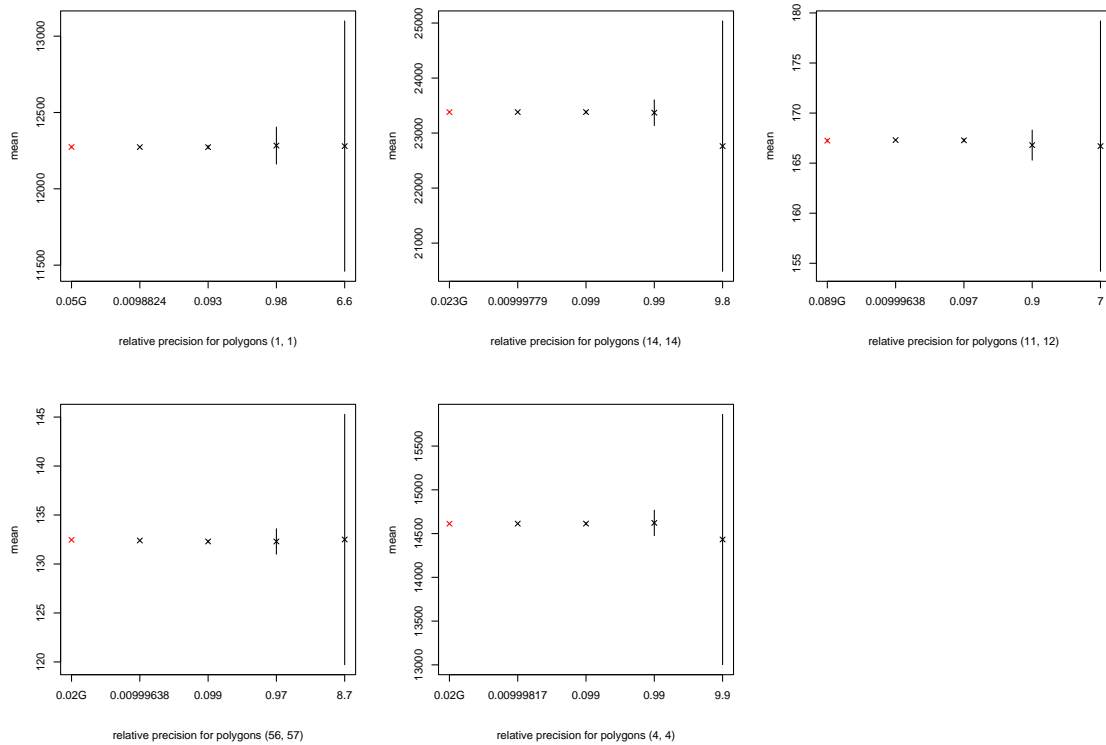 13000
12500
12000
11500
mean
0.05G 0.0098824 0.093 0.98 6.6
relative precision for polygons (1, 1)
25000
24000
23000
22000
21000
mean
0.023G 0.00999779 0.099 0.99 9.8
relative precision for polygons (14, 14)
180
175
170
165
160
155
mean
0.089G 0.00999638 0.097 0.9 7
relative precision for polygons (11, 12)
145
140
135
130
125
120
mean
0.02G 0.00999638 0.099 0.97 8.7
relative precision for polygons (56, 57)
15500
15000
14500
14000
13500
13000
mean
0.02G 0.00999817 0.099 0.99 9.9
relative precision for polygons (4, 4)